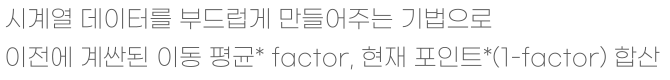 시계열 데이터를 부드럽게 만들어주는 기법으로
이전에 계싼된 이동 평균* factor, 현재 포인트*(1-factor) 합산